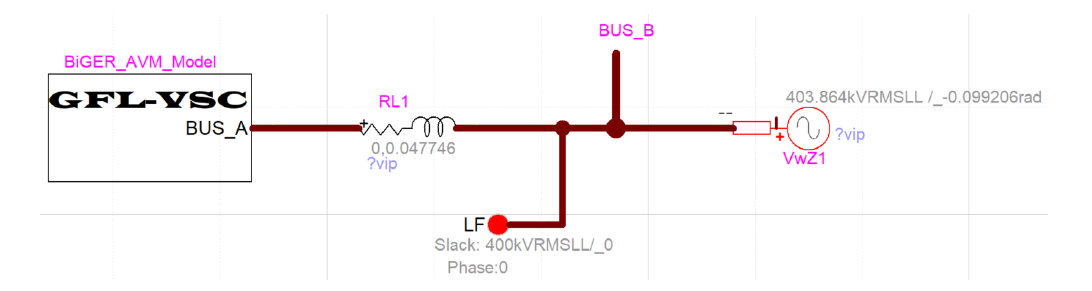 BUS_B
BiGER_AVM_Model
GFL-VSC
BUS_A
RL1
+
0,0.047746
?vip
403.864kVRMSLL /_-0.099206rad
--
+
?vip
VwZ1
LF
Slack: 400kVRMSLL/_0
Phase:0